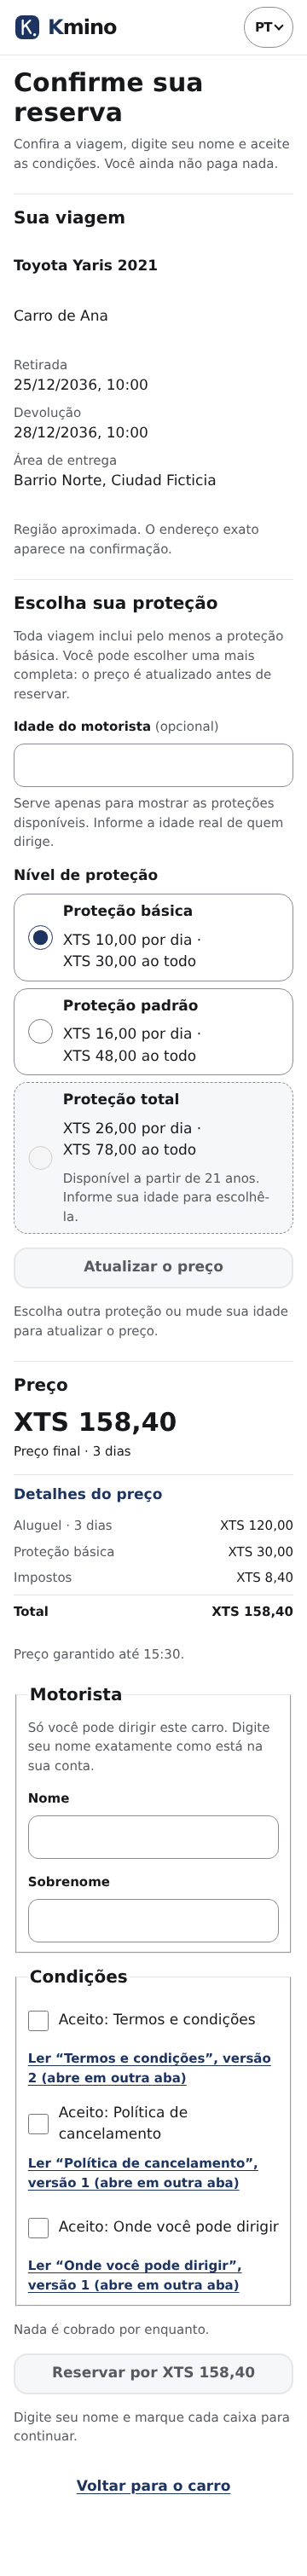 Kmino
PT
Confirme sua
reserva
Confira a viagem, digite seu nome e aceite
as condições. Você ainda não paga nada.
Sua viagem
Toyota Yaris 2021
Carro de Ana
Retirada
25/12/2036, 10:00
Devolução
28/12/2036, 10:00
Área de entrega
Barrio Norte, Ciudad Ficticia
Região aproximada. O endereço exato
aparece na confirmação.
Escolha sua proteção
Toda viagem inclui pelo menos a proteção
básica. Você pode escolher uma mais
completa: o preço é atualizado antes de
reservar.
Idade do motorista (opcional)
Serve apenas para mostrar as proteções
disponíveis. Informe a idade real de quem
dirige.
Nível de proteção
Proteção básica
XTS 10,00 por dia ·
XTS 30,00 ao todo
Proteção padrão
XTS 16,00 por dia ·
XTS 48,00 ao todo
Proteção total
XTS 26,00 por dia ·
XTS 78,00 ao todo
Disponível a partir de 21 anos.
Informe sua idade para escolhê-
la.
Atualizar o preço
Escolha outra proteção ou mude sua idade
para atualizar o preço.
Preço
XTS 158,40
Preço final · 3 dias
Detalhes do preço
Aluguel · 3 dias XTS 120,00
Proteção básica XTS 30,00
Impostos XTS 8,40
Total XTS 158,40
Preço garantido até 15:30.
Motorista
Só você pode dirigir este carro. Digite
seu nome exatamente como está na
sua conta.
Nome
Sobrenome
Condições
Aceito: Termos e condições
Ler “Termos e condições”, versão
2 (abre em outra aba)
Aceito: Política de
cancelamento
Ler “Política de cancelamento”,
versão 1 (abre em outra aba)
Aceito: Onde você pode dirigir
Ler “Onde você pode dirigir”,
versão 1 (abre em outra aba)
Nada é cobrado por enquanto.
Reservar por XTS 158,40
Digite seu nome e marque cada caixa para
continuar.
Voltar para o carro